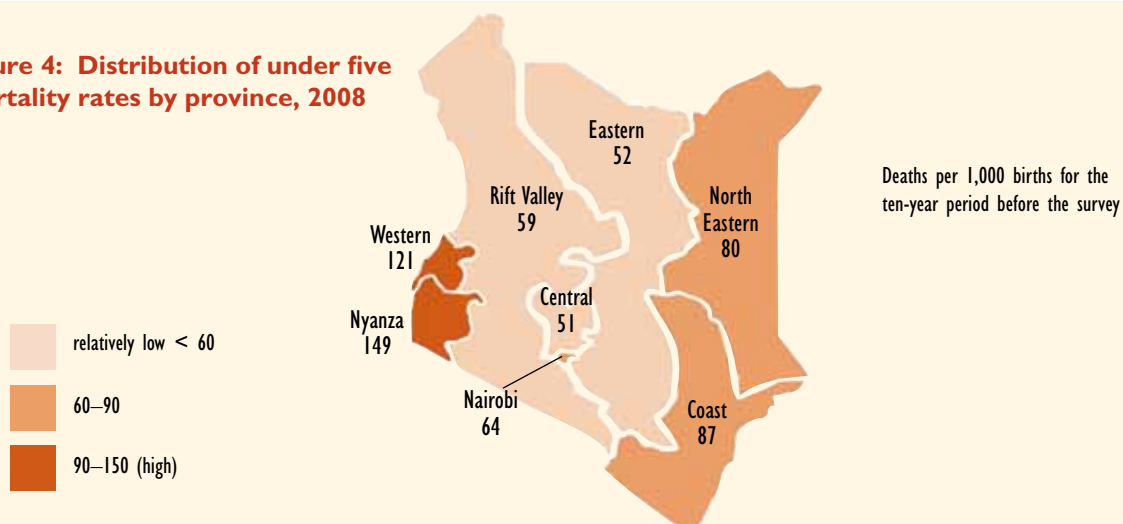 ure 4: Distribution of under five
rtality rates by province, 2008
Eastern
52
Deaths per 1,000 births for the
ten-year period before the survey
Rift Valley
59
North
Eastern
80
Western
121
Central
51
Nyanza
149
relatively low < 60
60–90
Nairobi
64
Coast
87
90–150 (high)